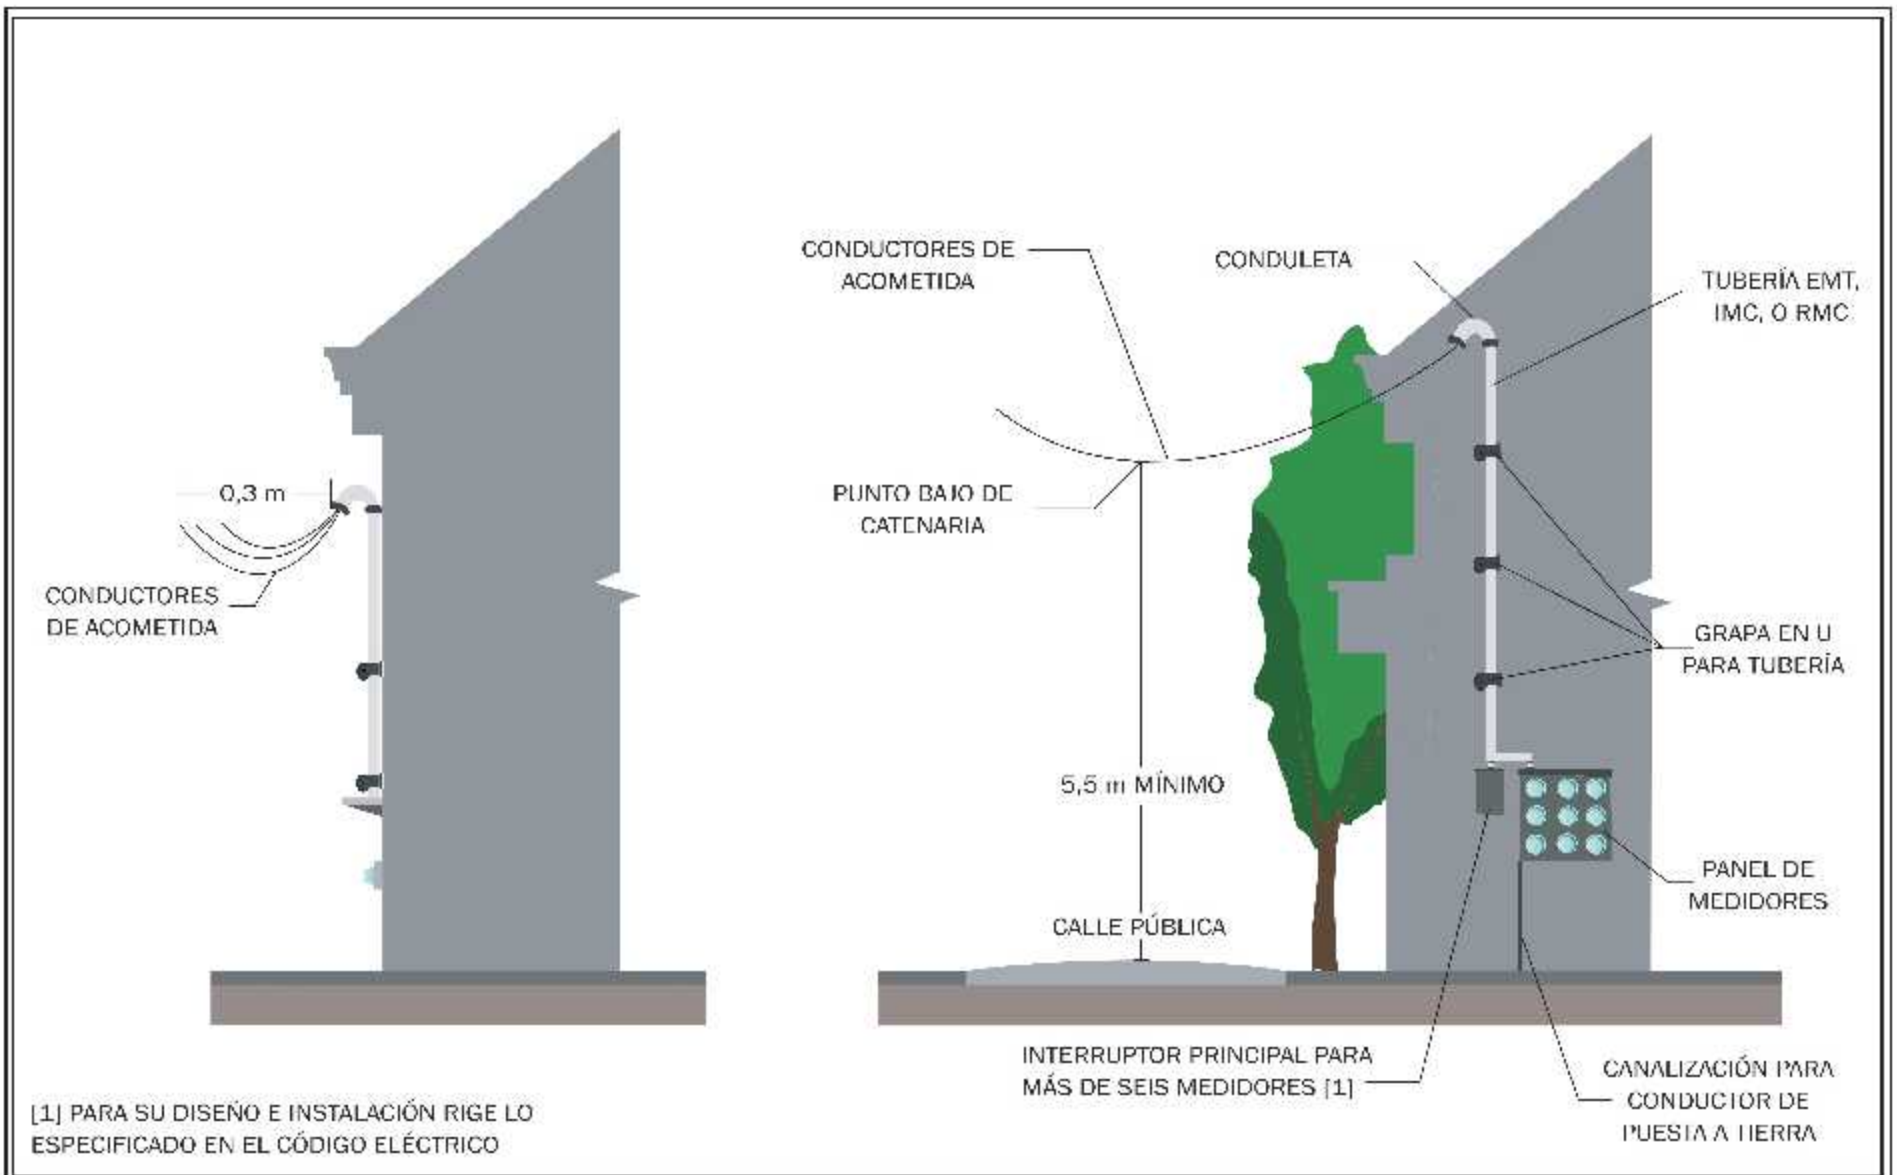 CONDUCTORES DE
ACOMETIDA
CONDULETA
TUBERÍA EMT,
IMC, O RMC
0,3 m
PUNTO BAJO DE
CATENARIA
CONDUCTORES
DE ACOMETIDA
GRAPA EN U
PARA TUBERÍA
5,5 m MÍNIMO
PANEL DE
MEDIDORES
CALLE PÚBLICA
INTERRUPTOR PRINCIPAL PARA
MÁS DE SEIS MEDIDORES [1]
CANALIZACIÓN PARA
CONDUCTOR DE
PUESTA A TIERRA
[1] PARA SU DISEÑO E INSTALACIÓN RIGE LO
ESPECIFICADO EN EL CÓDIGO ELÉCTRICO